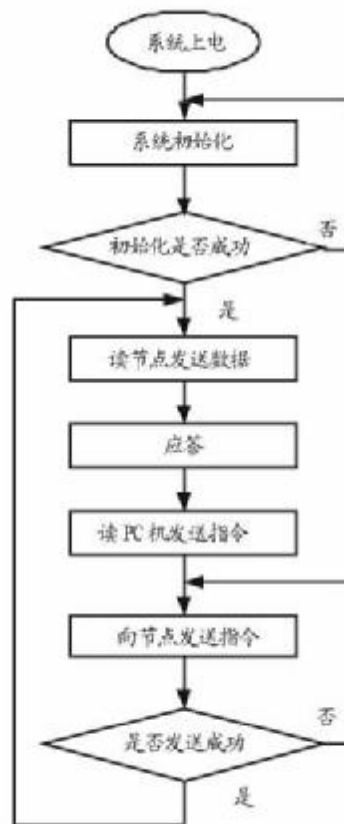 系统上电
系统初始化
初始化是否成功
否
是
读节点发送数据
应答
读PC机发送指令
向节点发送指令
是否发送成功
否
是